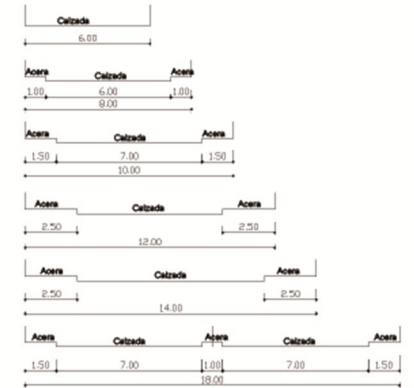 Calzada
6.00
Acera Calzada Acera
1.00 6.00 1.00
8.00
Acera Calzada Acera
1.50 7.00 1.50
10.00
Acera Calzada Acera
2.50 2.50
12.00
Acera Calzada Acera
2.50 2.50
14.00
Acera Calzada Acera Calzada Acera
1.50 7.00 1.00 7.00 1.50
18.00